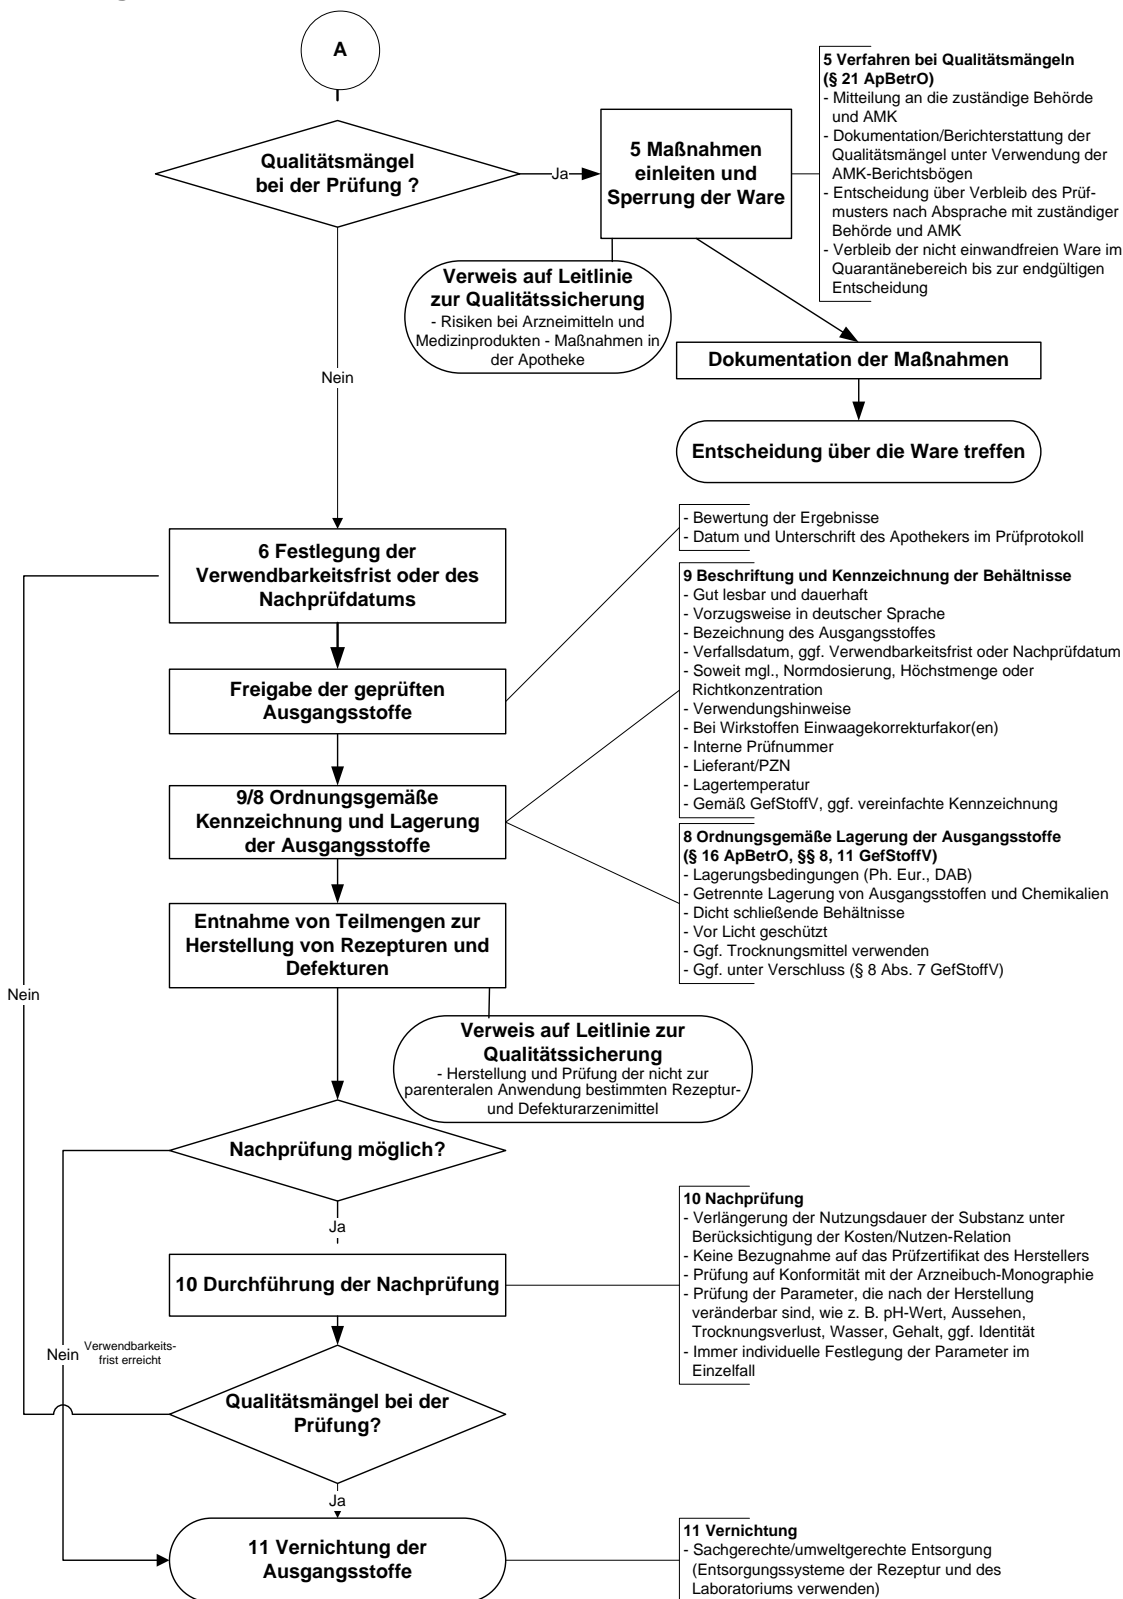 A
Qualitätsmängel
bei der Prüfung ?
Ja
5 Maßnahmen
einleiten und
Sperrung der Ware
5 Verfahren bei Qualitätsmängeln
(§ 21 ApBetrO)
- Mitteilung an die zuständige Behörde
und AMK
- Dokumentation/Berichterstattung der
Qualitätsmängel unter Verwendung der
AMK-Berichtsbögen
- Entscheidung über Verbleib des Prüf-
musters nach Absprache mit zuständiger
Behörde und AMK
- Verbleib der nicht einwandfreien Ware im
Quarantänebereich bis zur endgültigen
Entscheidung
Verweis auf Leitlinie
zur Qualitätssicherung
- Risiken bei Arzneimitteln und
Medizinprodukten - Maßnahmen in
der Apotheke
Dokumentation der Maßnahmen
Nein
Entscheidung über die Ware treffen
6 Festlegung der
Verwendbarkeitsfrist oder des
Nachprüfdatums
- Bewertung der Ergebnisse
- Datum und Unterschrift des Apothekers im Prüfprotokoll
Freigabe der geprüften
Ausgangsstoffe
9 Beschriftung und Kennzeichnung der Behältnisse
- Gut lesbar und dauerhaft
- Vorzugsweise in deutscher Sprache
- Bezeichnung des Ausgangsstoffes
- Verfallsdatum, ggf. Verwendbarkeitsfrist oder Nachprüfdatum
- Soweit mgl., Normdosierung, Höchstmenge oder
Richtkonzentration
- Verwendungshinweise
- Bei Wirkstoffen Einwaagekorrekturfakor(en)
- Interne Prüfnummer
- Lieferant/PZN
- Lagertemperatur
- Gemäß GefStoffV, ggf. vereinfachte Kennzeichnung
9/8 Ordnungsgemäße
Kennzeichnung und Lagerung
der Ausgangsstoffe
8 Ordnungsgemäße Lagerung der Ausgangsstoffe
(§ 16 ApBetrO, §§ 8, 11 GefStoffV)
- Lagerungsbedingungen (Ph. Eur., DAB)
- Getrennte Lagerung von Ausgangsstoffen und Chemikalien
- Dicht schließende Behältnisse
- Vor Licht geschützt
- Ggf. Trocknungsmittel verwenden
- Ggf. unter Verschluss (§ 8 Abs. 7 GefStoffV)
Entnahme von Teilmengen zur
Herstellung von Rezepturen und
Defekturen
Nein
Verweis auf Leitlinie zur
Qualitätssicherung
- Herstellung und Prüfung der nicht zur
parenteralen Anwendung bestimmten Rezeptur-
und Defekturarzenimittel
Nachprüfung möglich?
Ja
10 Durchführung der Nachprüfung
10 Nachprüfung
- Verlängerung der Nutzungsdauer der Substanz unter
Berücksichtigung der Kosten/Nutzen-Relation
- Keine Bezugnahme auf das Prüfzertifikat des Herstellers
- Prüfung auf Konformität mit der Arzneibuch-Monographie
- Prüfung der Parameter, die nach der Herstellung
veränderbar sind, wie z. B. pH-Wert, Aussehen,
Trocknungsverlust, Wasser, Gehalt, ggf. Identität
- Immer individuelle Festlegung der Parameter im
Einzelfall
Nein
Verwendbarkeits-
frist erreicht
Qualitätsmängel bei der
Prüfung?
Ja
11 Vernichtung der
Ausgangsstoffe
11 Vernichtung
- Sachgerechte/umweltgerechte Entsorgung
(Entsorgungssysteme der Rezeptur und des
Laboratoriums verwenden)